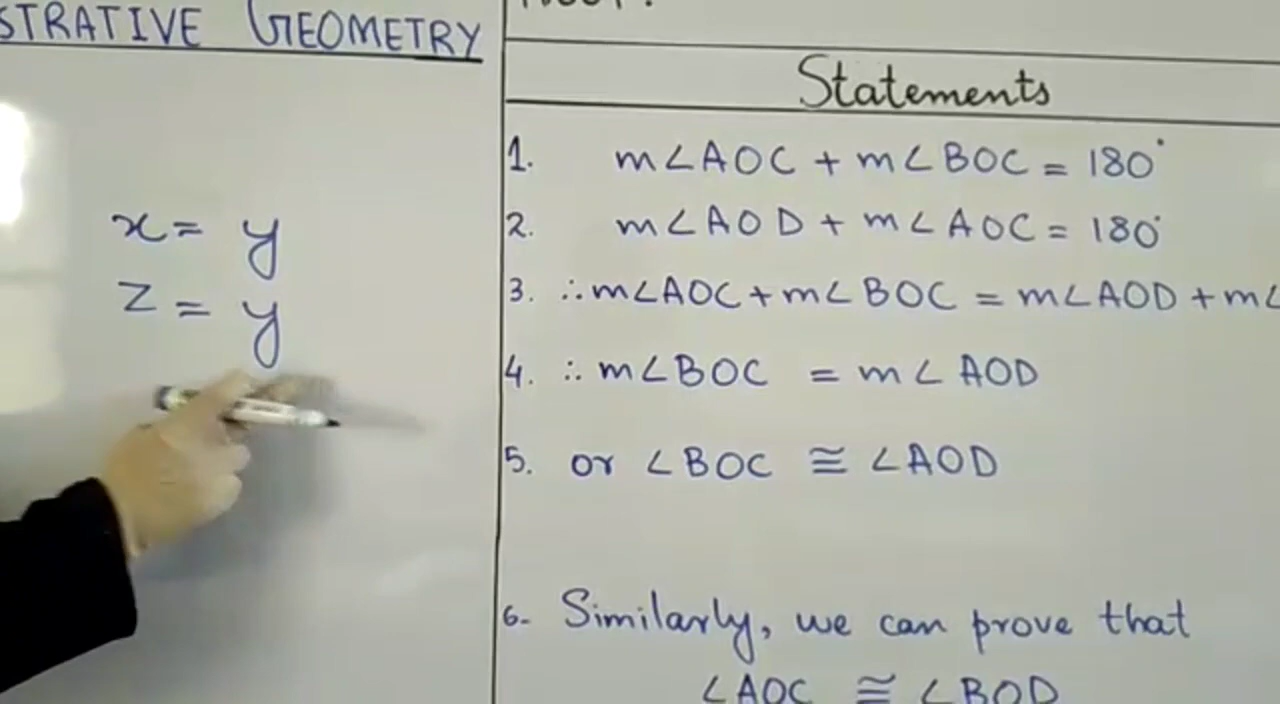 STRATIVE GEOMETRY
x = y
z = y
Statements
1. m∠AOC + m∠BOC = 180°
2. m∠AOD + m∠AOC = 180°
3. ∴ m∠AOC + m∠BOC = m∠AOD + m∠
4. ∴ m∠BOC = m∠AOD
5. or ∠BOC ≅ ∠AOD
6- Similarly, we can prove that
∠AOC ≅ ∠BOD